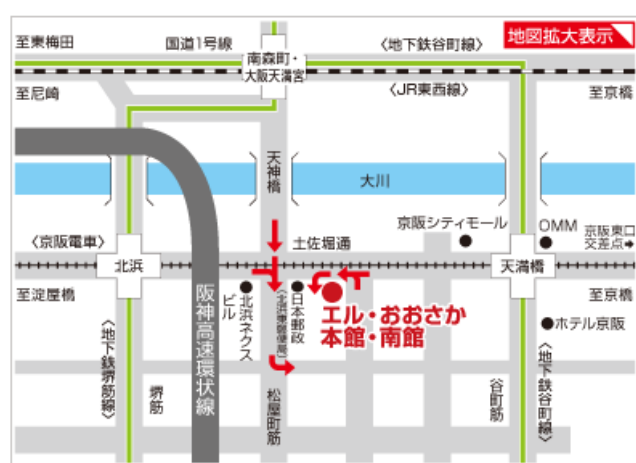 地図拡大表示
至東梅田
国道1号線
〈地下鉄谷町線〉
南森町・
大阪天満宮
至尼崎
〈JR東西線〉
至京橋
天神橋
大川
京阪シティモール
OMM
京阪東口
交差点➡
〈京阪電車〉
土佐堀通
北浜
天満橋
至淀屋橋
至京橋
阪神高速環状線
北浜ネクス
ビル
〈北浜東郵便局〉
日本郵政
エル・おおさか
本館・南館
ホテル京阪
〈地下鉄堺筋線〉
堺筋
松屋町筋
谷町筋
〈地下鉄谷町線〉